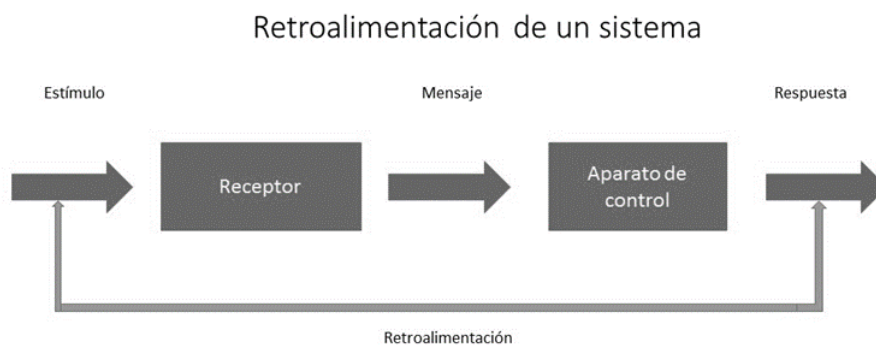 Retroalimentación de un sistema
Estímulo
Mensaje
Respuesta
Receptor
Aparato de
control
Retroalimentación